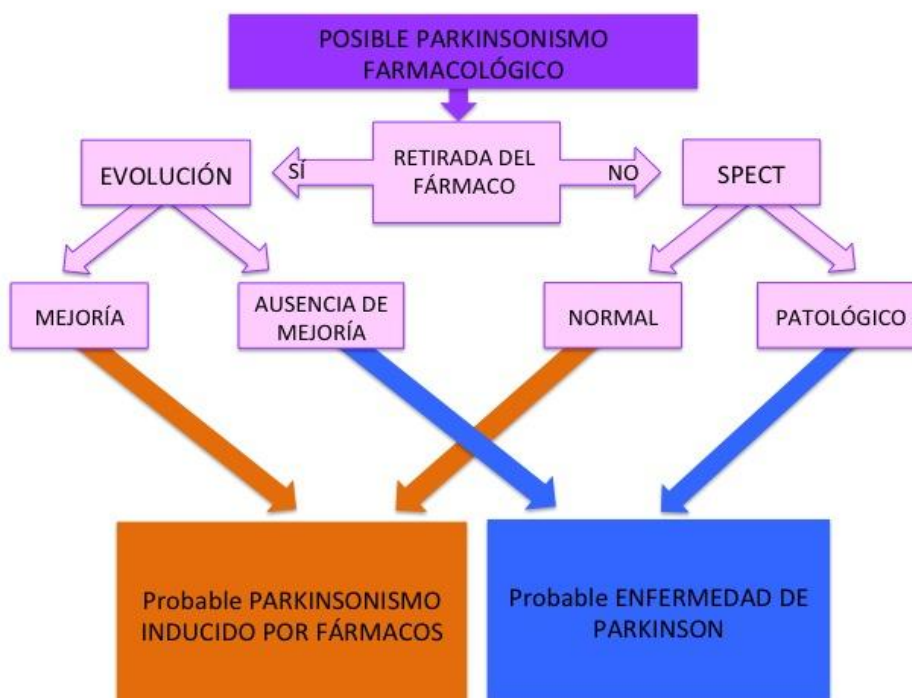 POSIBLE PARKINSONISMO
FARMACOLÓGICO
EVOLUCIÓN
SÍ
RETIRADA DEL
FÁRMACO
NO
SPECT
MEJORÍA
AUSENCIA DE
MEJORÍA
NORMAL
PATOLÓGICO
Probable PARKINSONISMO
INDUCIDO POR FÁRMACOS
Probable ENFERMEDAD DE
PARKINSON